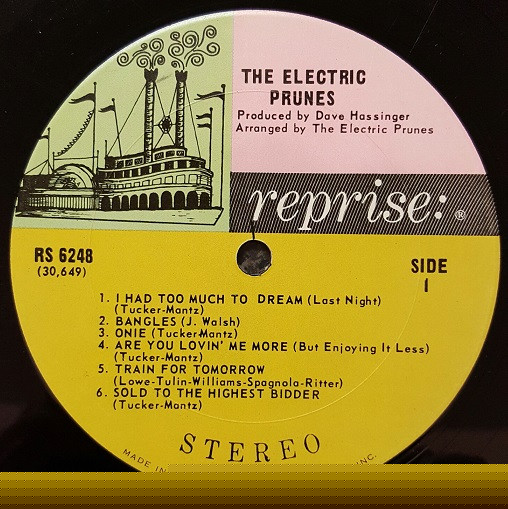 THE ELECTRIC
PRUNES
Produced by Dave Hassinger
Arranged by The Electric Prunes
reprise: ®
RS 6248
(30,649)
SIDE
1
1. I HAD TOO MUCH TO DREAM (Last Night)
(Tucker-Mantz)
2. BANGLES (J. Walsh)
3. ONIE (Tucker-Mantz)
4. ARE YOU LOVIN' ME MORE (But Enjoying It Less)
(Tucker-Mantz)
5. TRAIN FOR TOMORROW
(Lowe-Tulin-Williams-Spagnola-Ritter)
6. SOLD TO THE HIGHEST BIDDER
(Tucker-Mantz)
STEREO
MADE IN
INC.